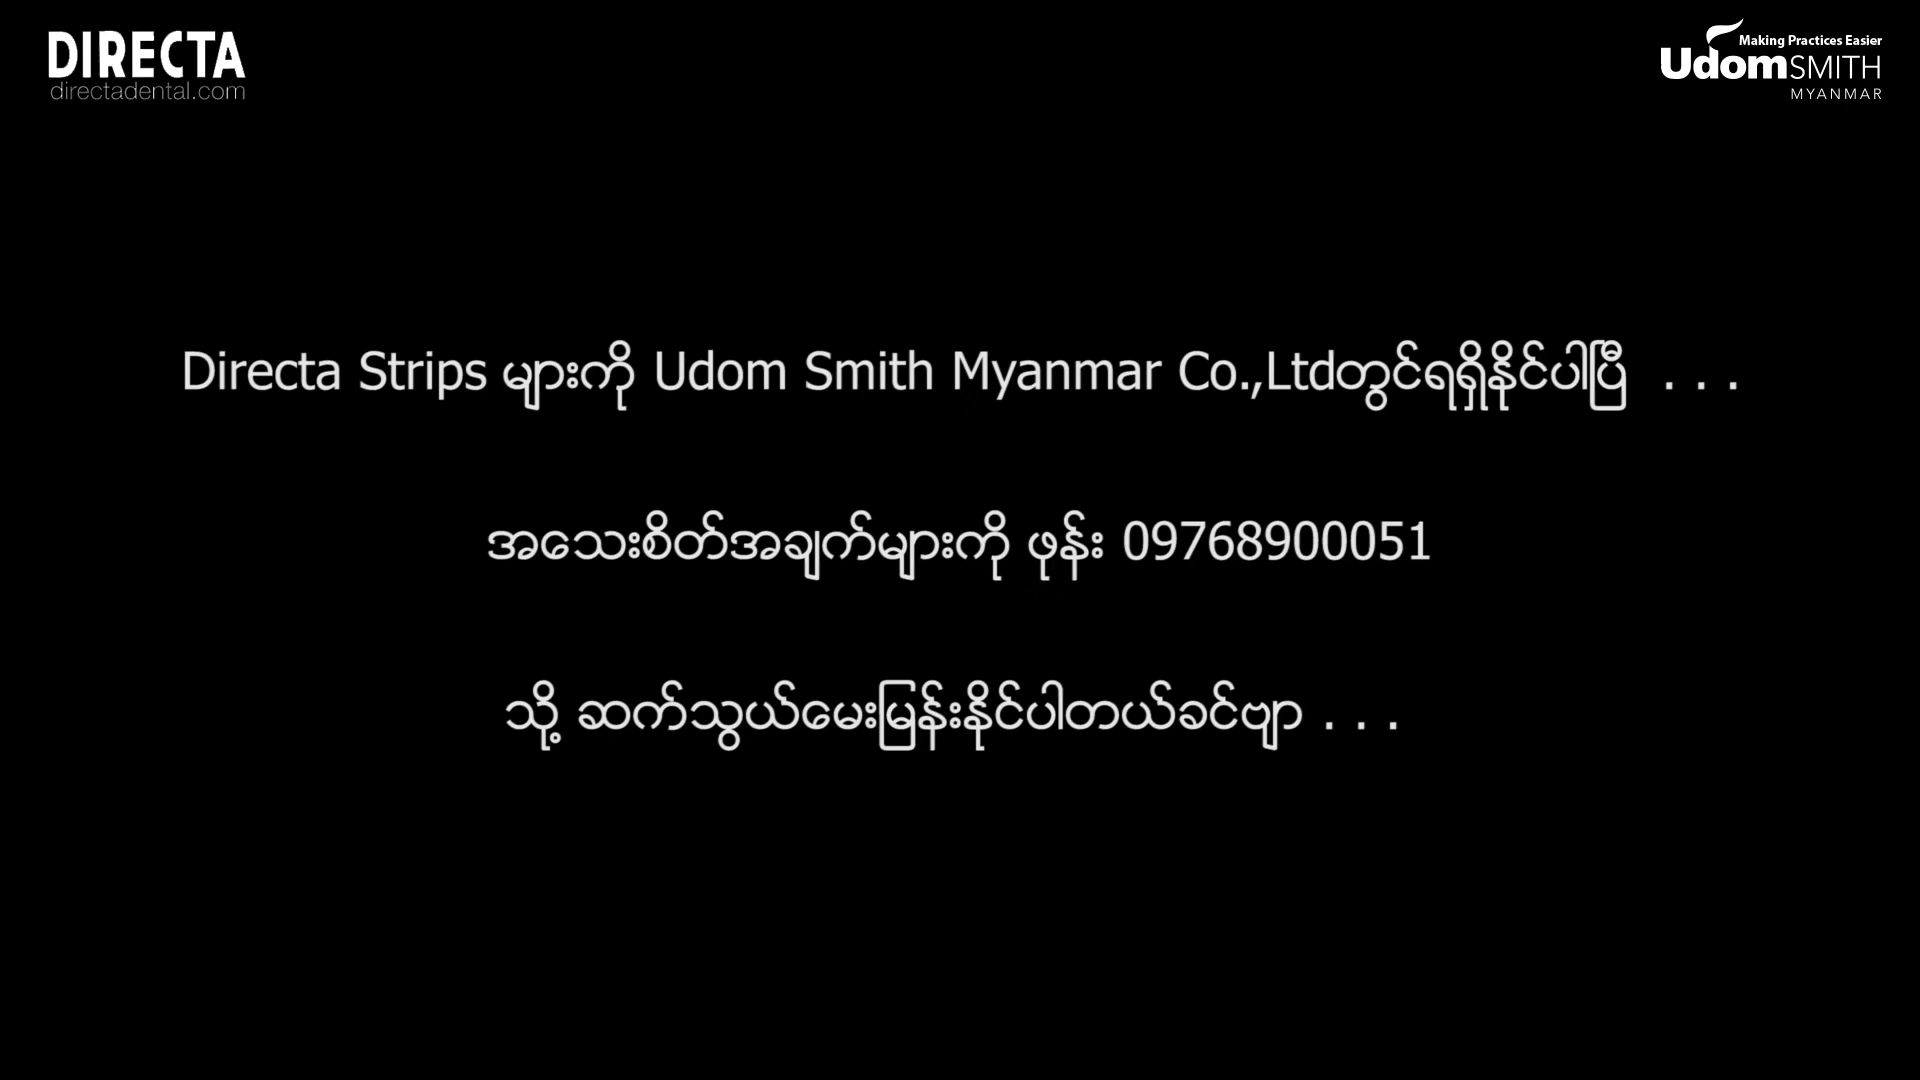 DIRECTA
directadental.com
Making Practices Easier
UdomSMITH
MYANMAR
Directa Strips များကို Udom Smith Myanmar Co.,Ltdတွင်ရရှိနိုင်ပါပြီ . . .
အသေးစိတ်အချက်များကို ဖုန်း 09768900051
သို့ ဆက်သွယ်မေးမြန်းနိုင်ပါတယ်ခင်ဗျာ . . .